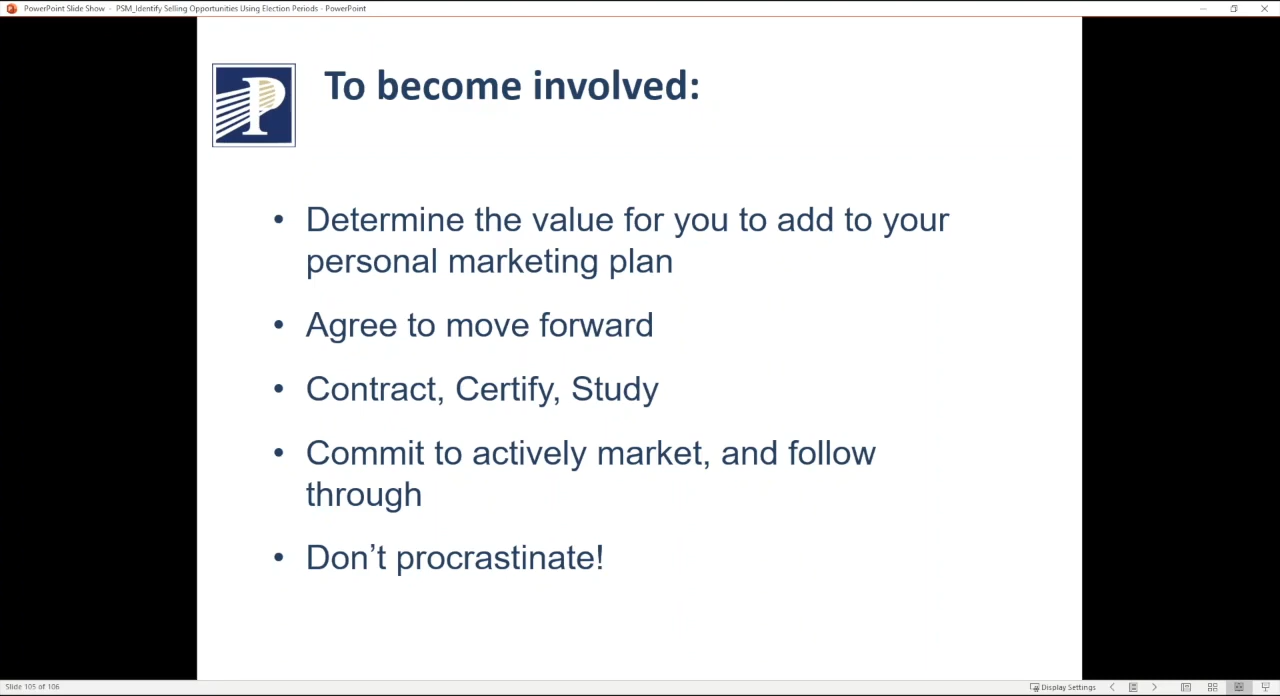 PowerPoint Slide Show - PSM_Identify Selling Opportunities Using Election Periods - PowerPoint
P
To become involved:
• Determine the value for you to add to your
personal marketing plan
• Agree to move forward
• Contract, Certify, Study
• Commit to actively market, and follow
through
• Don’t procrastinate!
Slide 105 of 106
Display Settings